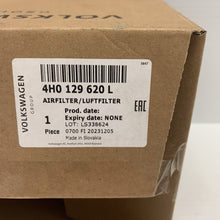 VOLKSWAGEN
GROUP
5947
4H0 129 620 L
AIRFILTER/LUFTFILTER
Prod. date:
Expiry date: NONE
LOT: LS338624
1
Piece
0700 FI 20231205
Made in Slovakia
EAC